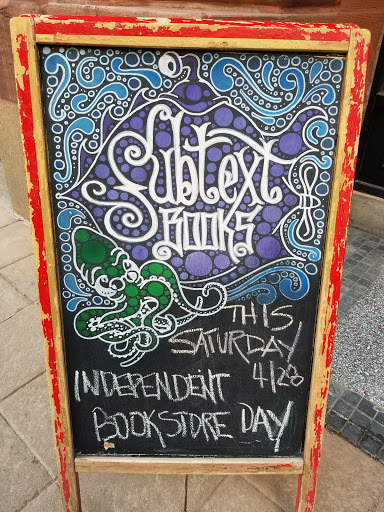 Subtext
BOOKS
THIS
SATURDAY
4/28
INDEPENDENT
BOOKSTORE DAY